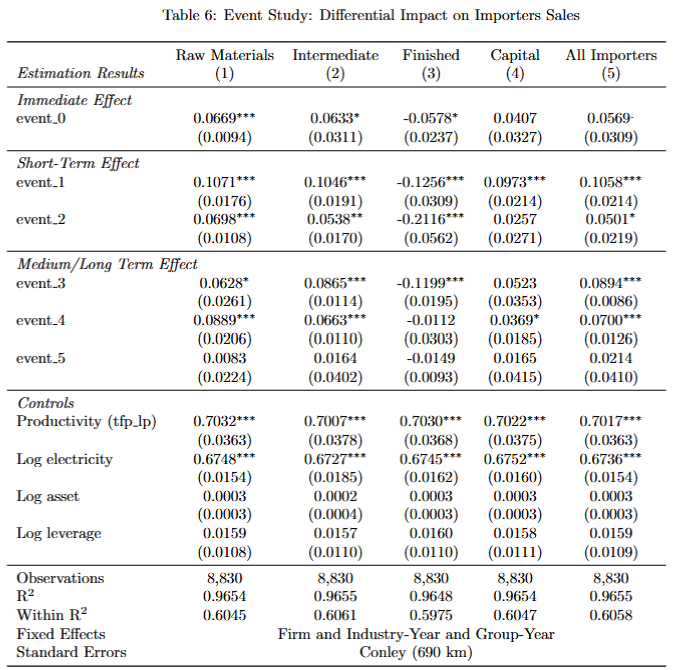 Table 6: Event Study: Differential Impact on Importers Sales
Raw Materials Intermediate Finished Capital All Importers
Estimation Results (1) (2) (3) (4) (5)
Immediate Effect
event_0 0.0669*** 0.0633* -0.0578* 0.0407 0.0569·
(0.0094) (0.0311) (0.0237) (0.0327) (0.0309)
Short-Term Effect
event_1 0.1071*** 0.1046*** -0.1256*** 0.0973*** 0.1058***
(0.0176) (0.0191) (0.0309) (0.0214) (0.0214)
event_2 0.0698*** 0.0538** -0.2116*** 0.0257 0.0501*
(0.0108) (0.0170) (0.0562) (0.0271) (0.0219)
Medium/Long Term Effect
event_3 0.0628* 0.0865*** -0.1199*** 0.0523 0.0894***
(0.0261) (0.0114) (0.0195) (0.0353) (0.0086)
event_4 0.0889*** 0.0663*** -0.0112 0.0369* 0.0700***
(0.0206) (0.0110) (0.0303) (0.0185) (0.0126)
event_5 0.0083 0.0164 -0.0149 0.0165 0.0214
(0.0224) (0.0402) (0.0093) (0.0415) (0.0410)
Controls
Productivity (tfp_lp) 0.7032*** 0.7007*** 0.7030*** 0.7022*** 0.7017***
(0.0363) (0.0378) (0.0368) (0.0375) (0.0363)
Log electricity 0.6748*** 0.6727*** 0.6745*** 0.6752*** 0.6736***
(0.0154) (0.0185) (0.0162) (0.0160) (0.0154)
Log asset 0.0003 0.0002 0.0003 0.0003 0.0003
(0.0003) (0.0004) (0.0003) (0.0003) (0.0003)
Log leverage 0.0159 0.0157 0.0160 0.0158 0.0159
(0.0108) (0.0110) (0.0110) (0.0111) (0.0109)
Observations 8,830 8,830 8,830 8,830 8,830
R² 0.9654 0.9655 0.9648 0.9654 0.9655
Within R² 0.6045 0.6061 0.5975 0.6047 0.6058
Fixed Effects Firm and Industry-Year and Group-Year
Standard Errors Conley (690 km)